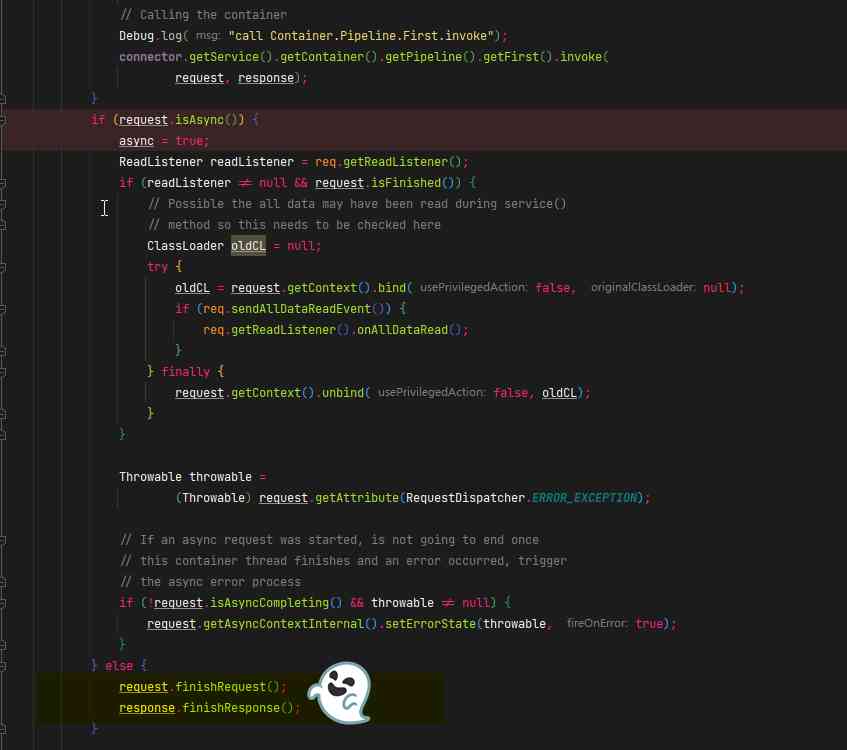 // Calling the container
Debug.log( msg: "call Container.Pipeline.First.invoke");
connector.getService().getContainer().getPipeline().getFirst().invoke(
request, response);
}
if (request.isAsync()) {
async = true;
ReadListener readListener = req.getReadListener();
if (readListener ≠ null && request.isFinished()) {
// Possible the all data may have been read during service()
// method so this needs to be checked here
ClassLoader oldCL = null;
try {
oldCL = request.getContext().bind( usePrivilegedAction: false, originalClassLoader: null);
if (req.sendAllDataReadEvent()) {
req.getReadListener().onAllDataRead();
}
} finally {
request.getContext().unbind( usePrivilegedAction: false, oldCL);
}
}
Throwable throwable =
(Throwable) request.getAttribute(RequestDispatcher.ERROR_EXCEPTION);
// If an async request was started, is not going to end once
// this container thread finishes and an error occurred, trigger
// the async error process
if (!request.isAsyncCompleting() && throwable ≠ null) {
request.getAsyncContextInternal().setErrorState(throwable, fireOnError: true);
}
} else {
request.finishRequest();
response.finishResponse();
}